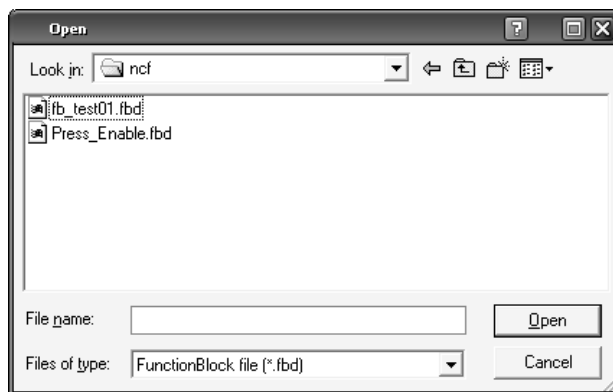 Open
Look in: ncf
fb_test01.fbd
Press_Enable.fbd
File name: Open
Files of type: FunctionBlock file (*.fbd) Cancel